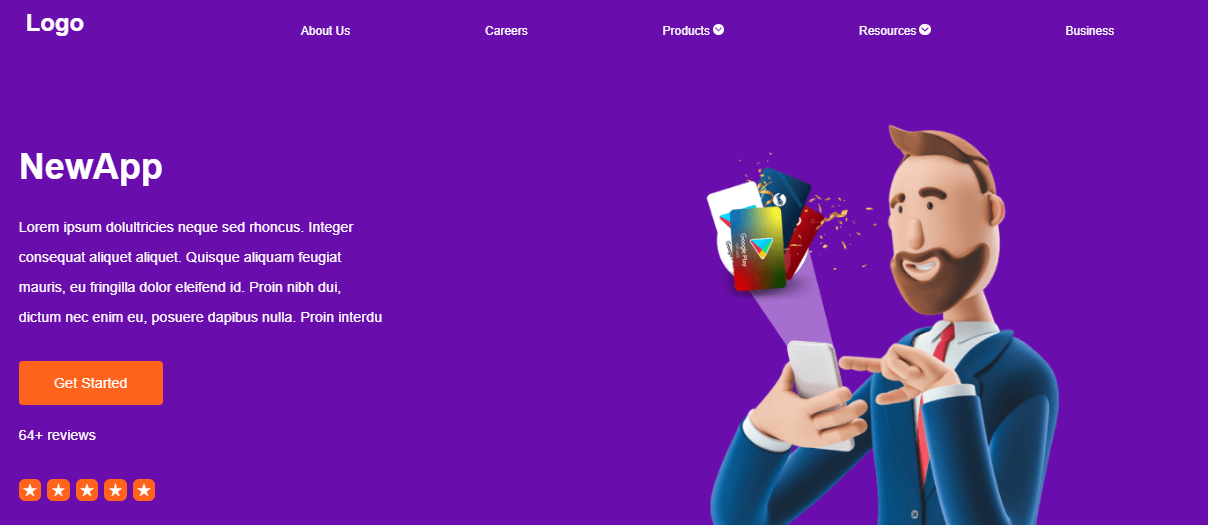 Logo
About Us
Careers
Products
Resources
Business
NewApp
Lorem ipsum dolultricies neque sed rhoncus. Integer
consequat aliquet aliquet. Quisque aliquam feugiat
mauris, eu fringilla dolor eleifend id. Proin nibh dui,
dictum nec enim eu, posuere dapibus nulla. Proin interdu
Get Started
64+ reviews
Google Play